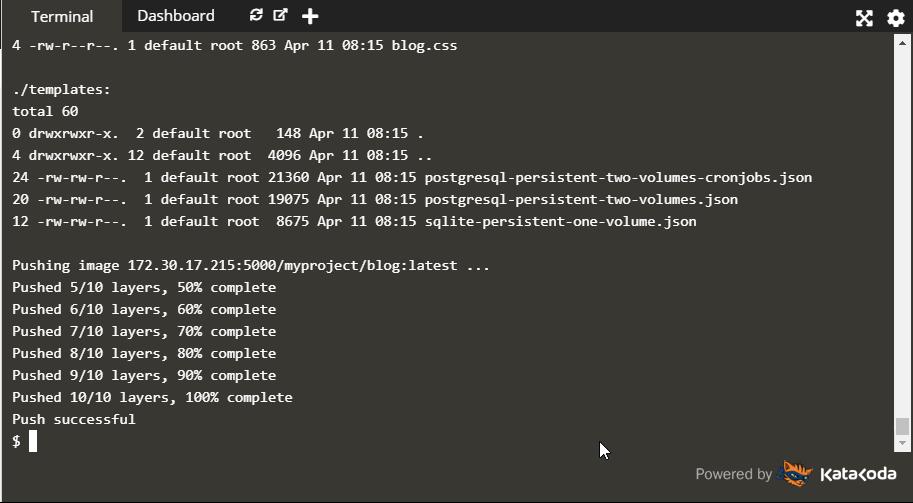 Terminal
Dashboard
4 -rw-r--r--. 1 default root 863 Apr 11 08:15 blog.css
./templates:
total 60
0 drwxrwxr-x.  2 default root   148 Apr 11 08:15 .
4 drwxrwxr-x. 12 default root  4096 Apr 11 08:15 ..
24 -rw-rw-r--.  1 default root 21360 Apr 11 08:15 postgresql-persistent-two-volumes-cronjobs.json
20 -rw-rw-r--.  1 default root 19075 Apr 11 08:15 postgresql-persistent-two-volumes.json
12 -rw-rw-r--.  1 default root  8675 Apr 11 08:15 sqlite-persistent-one-volume.json
Pushing image 172.30.17.215:5000/myproject/blog:latest ...
Pushed 5/10 layers, 50% complete
Pushed 6/10 layers, 60% complete
Pushed 7/10 layers, 70% complete
Pushed 8/10 layers, 80% complete
Pushed 9/10 layers, 90% complete
Pushed 10/10 layers, 100% complete
Push successful
$
Powered by Katakoda